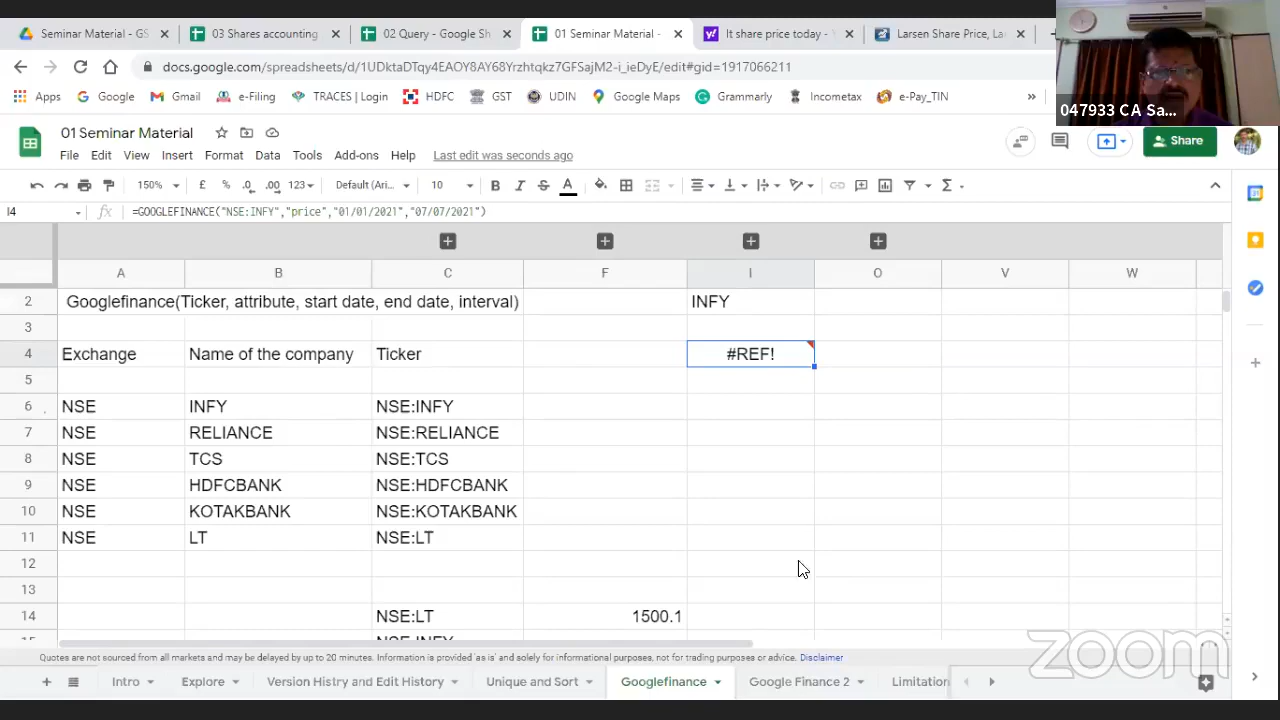 Seminar Material - GS
03 Shares accounting
02 Query - Google Sh
01 Seminar Material -
It share price today -
Larsen Share Price, La
docs.google.com/spreadsheets/d/1UDktaDTqy4EAOY8AY68Yrzhtqkz7GFSajM2-i_ieDyE/edit#gid=1917066211
Apps Google Gmail e-Filing TRACES | Login HDFC GST UDIN Google Maps Grammarly Incometax e-Pay_TIN »
047933 CA Sa...
01 Seminar Material
Share
File Edit View Insert Format Data Tools Add-ons Help Last edit was seconds ago
150% £ % .0 .00 123 Default (Ari... 10 B I S A Σ
I4 fx =GOOGLEFINANCE("NSE:INFY","price","01/01/2021","07/07/2021")
A B C F I O V W
2 Googlefinance(Ticker, attribute, start date, end date, interval) INFY
3
4 Exchange Name of the company Ticker #REF!
5
6 NSE INFY NSE:INFY
7 NSE RELIANCE NSE:RELIANCE
8 NSE TCS NSE:TCS
9 NSE HDFCBANK NSE:HDFCBANK
10 NSE KOTAKBANK NSE:KOTAKBANK
11 NSE LT NSE:LT
12
13
14 NSE:LT 1500.1
zoom
Quotes are not sourced from all markets and may be delayed by up to 20 minutes. Information is provided 'as is' and solely for informational purposes, not for trading purposes or advice. Disclaimer
Intro Explore Version Histry and Edit History Unique and Sort Googlefinance Google Finance 2 Limitation